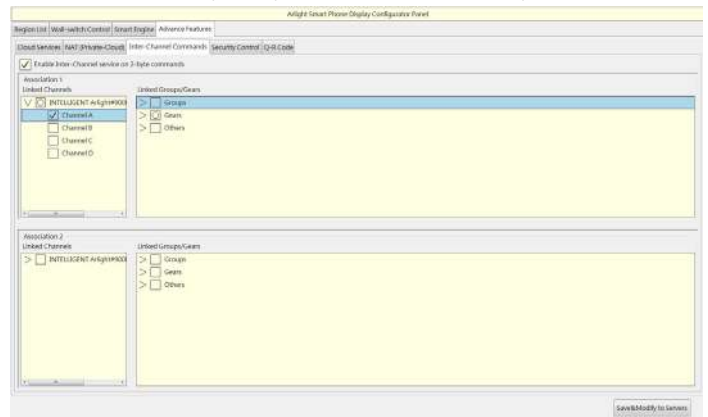 Arlight Smart Phone Display Configurator Panel
Region List Wall-switch Control Smart Engine Advance Features
Cloud Services NAT (Private-Cloud) Inter-Channel Commands Security Control Q-R Code
Enable Inter-Channel service on 3-byte commands
Association 1
Linked Channels Linked Groups/Gears
INTELLIGENT Arlight#900 Groups
Channel A Gears
Channel B Others
Channel C
Channel D
Association 2
Linked Channels Linked Groups/Gears
INTELLIGENT Arlight#900 Groups
Gears
Others
Save&Modify to Servers